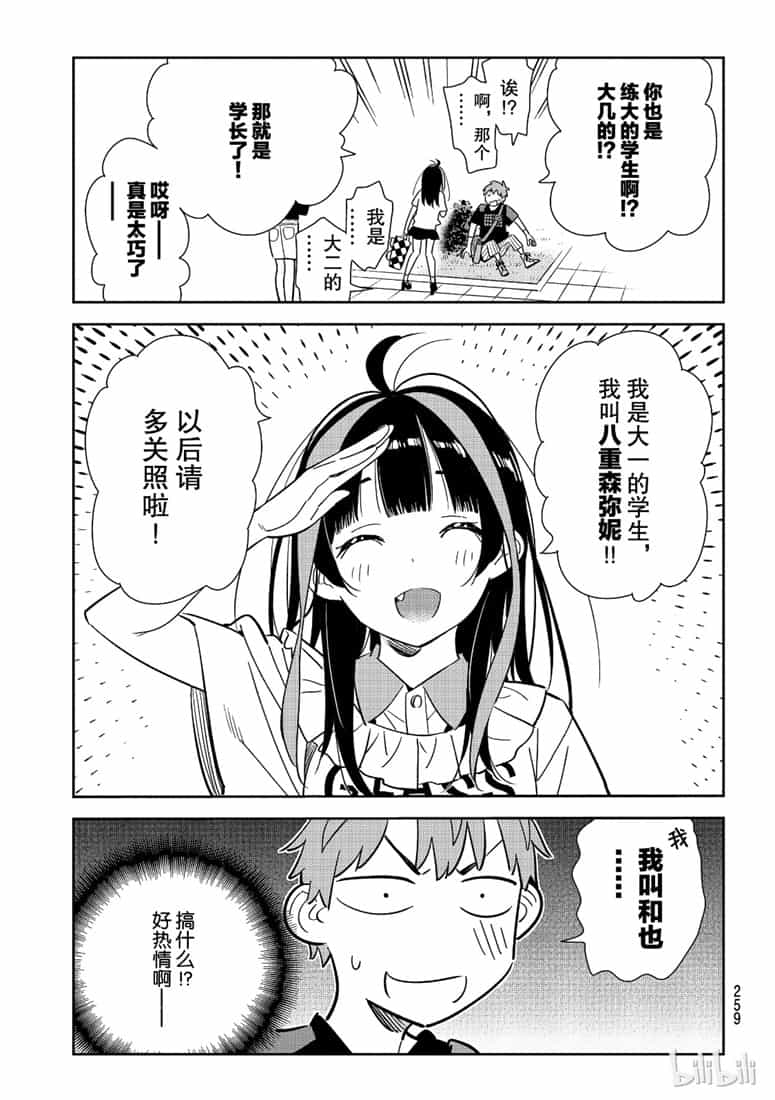 你也是
练大的学生啊!?
大几的!?
诶!?
啊，那个
……
我是
……
大二的
……
那就是
学长了！
哎呀——
真是太巧了
——
我是大一的学生，
我叫八重森弥妮!!
以后请
多关照啦！
我
我叫和也
……
搞什么!?
好热情啊——
259
bilibili